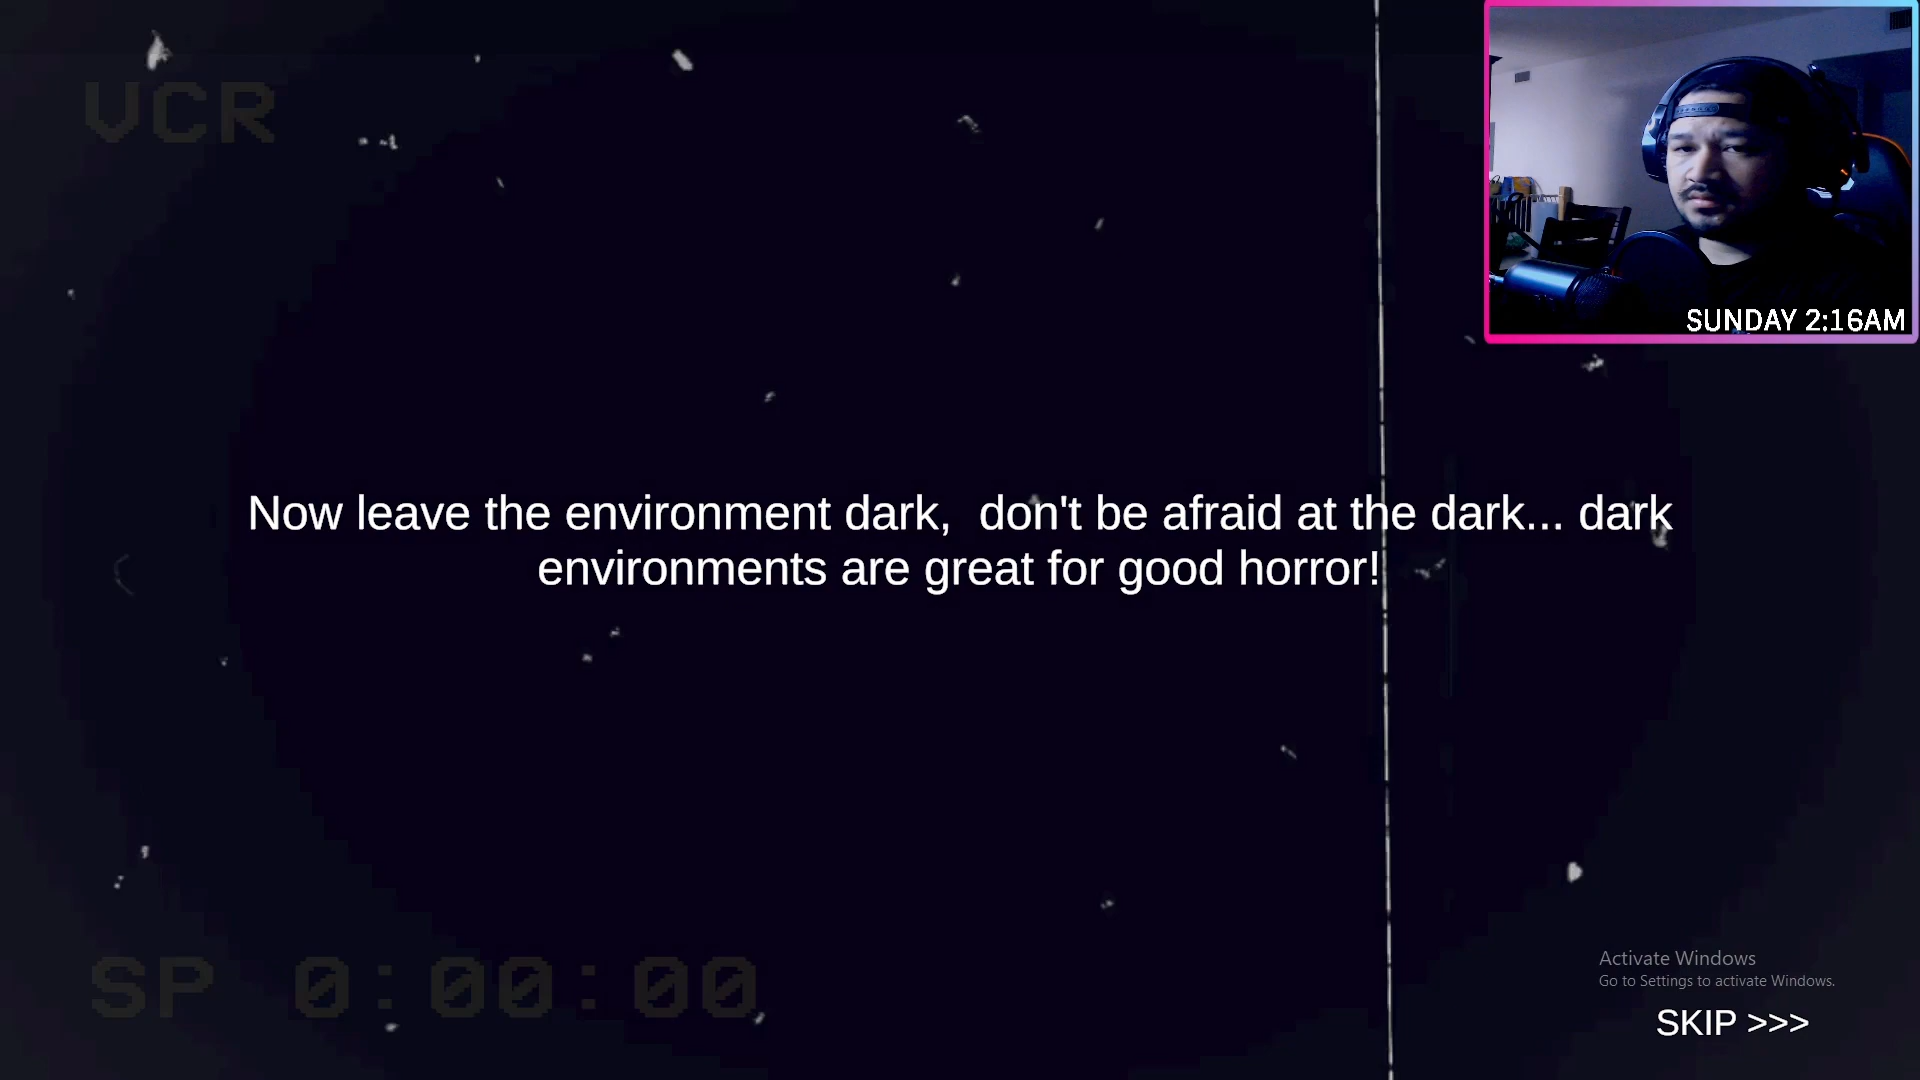 VCR
SUNDAY 2:16AM
Now leave the environment dark,  don't be afraid at the dark... dark
environments are great for good horror!
SP 0:00:00
Activate Windows
Go to Settings to activate Windows.
SKIP >>>